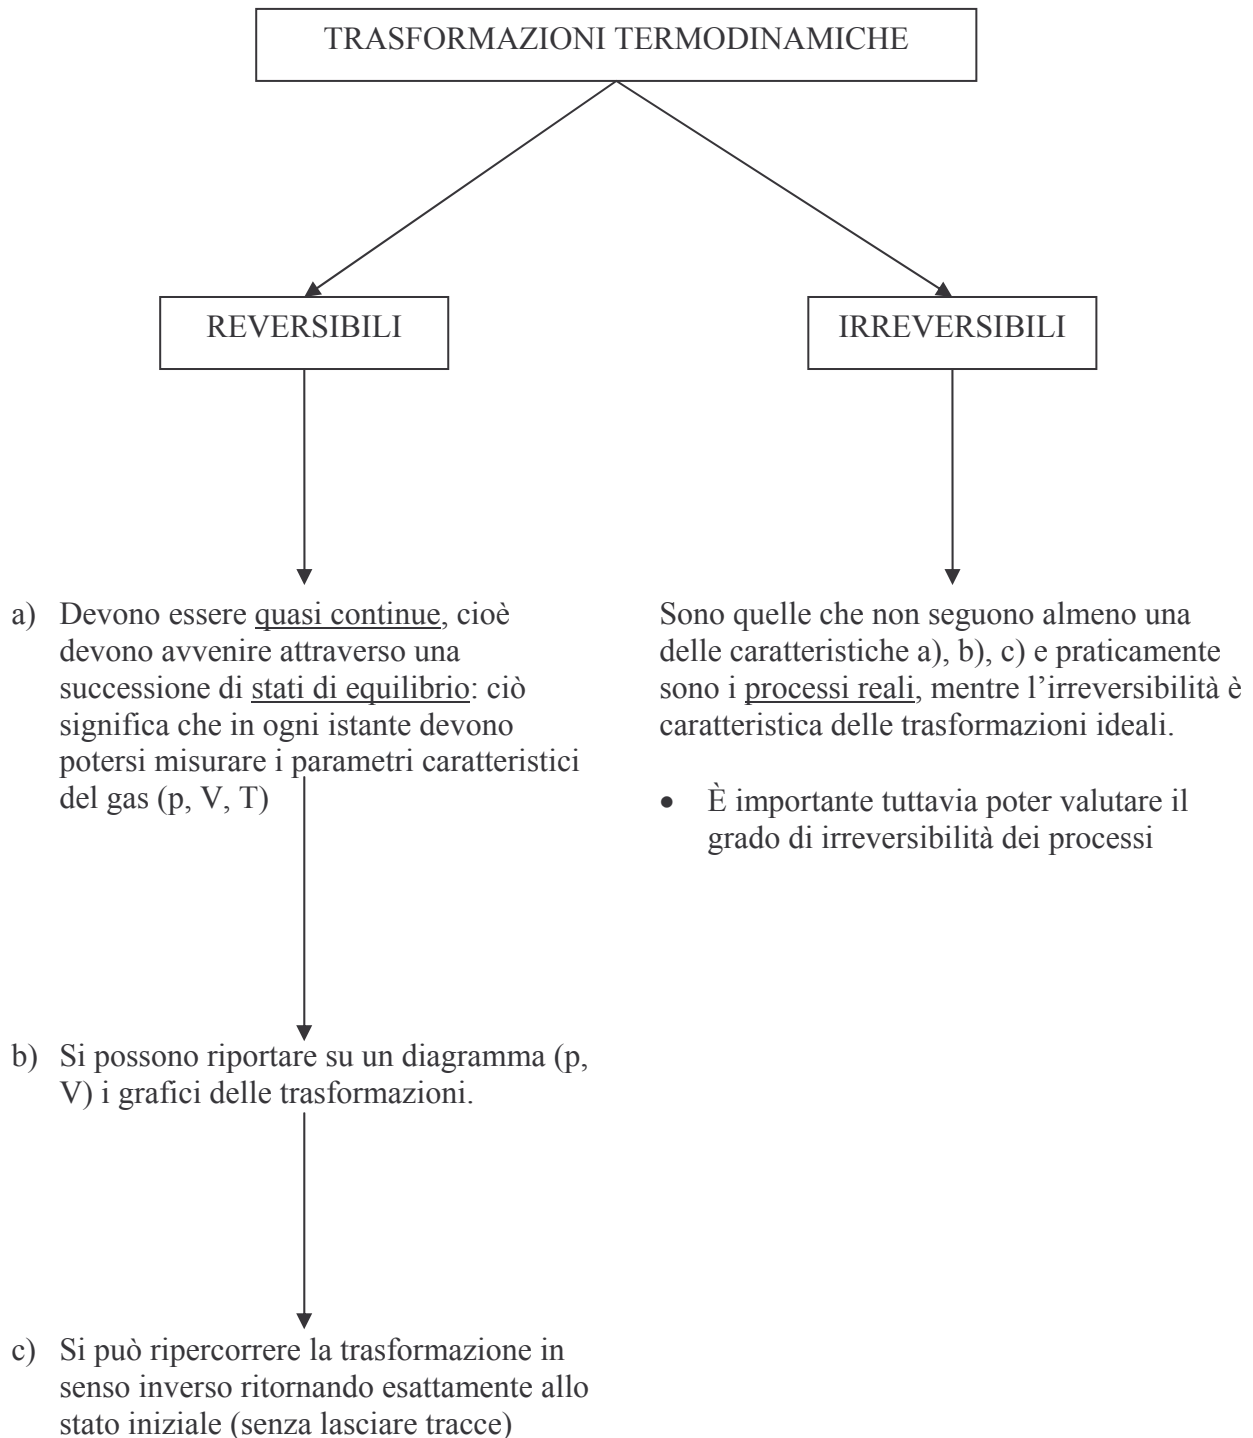 TRASFORMAZIONI TERMODINAMICHE
REVERSIBILI
IRREVERSIBILI
a) Devono essere quasi continue, cioè
devono avvenire attraverso una
successione di stati di equilibrio: ciò
significa che in ogni istante devono
potersi misurare i parametri caratteristici
del gas (p, V, T)
b) Si possono riportare su un diagramma (p,
V) i grafici delle trasformazioni.
c) Si può ripercorrere la trasformazione in
senso inverso ritornando esattamente allo
stato iniziale (senza lasciare tracce)
Sono quelle che non seguono almeno una
delle caratteristiche a), b), c) e praticamente
sono i processi reali, mentre l’irreversibilità è
caratteristica delle trasformazioni ideali.
• È importante tuttavia poter valutare il
grado di irreversibilità dei processi